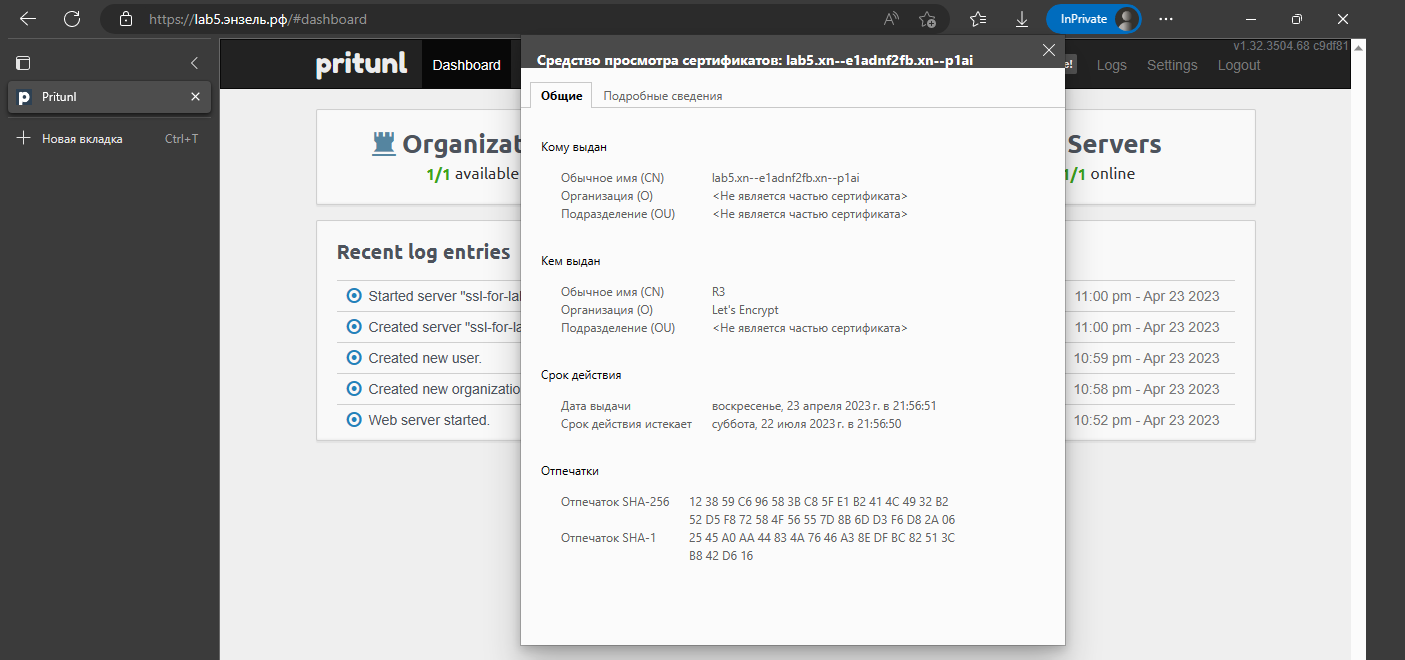 https://lab5.энзель.рф/#dashboard
InPrivate
Pritunl
Новая вкладка Ctrl+T
pritunl
Dashboard
Logs
Settings
Logout
v1.32.3504.68 c9df81
Organizat
1/1 available
Servers
1/1 online
Recent log entries
Started server "ssl-for-lal 11:00 pm - Apr 23 2023
Created server "ssl-for-la 11:00 pm - Apr 23 2023
Created new user. 10:59 pm - Apr 23 2023
Created new organizatio 10:58 pm - Apr 23 2023
Web server started. 10:52 pm - Apr 23 2023
Средство просмотра сертификатов: lab5.xn--e1adnf2fb.xn--p1ai
Общие Подробные сведения
Кому выдан
Обычное имя (CN) lab5.xn--e1adnf2fb.xn--p1ai
Организация (O) <Не является частью сертификата>
Подразделение (OU) <Не является частью сертификата>
Кем выдан
Обычное имя (CN) R3
Организация (O) Let's Encrypt
Подразделение (OU) <Не является частью сертификата>
Срок действия
Дата выдачи воскресенье, 23 апреля 2023 г. в 21:56:51
Срок действия истекает суббота, 22 июля 2023 г. в 21:56:50
Отпечатки
Отпечаток SHA-256 12 38 59 C6 96 58 3B C8 5F E1 B2 41 4C 49 32 B2
52 D5 F8 72 58 4F 56 55 7D 8B 6D D3 F6 D8 2A 06
Отпечаток SHA-1 25 45 A0 AA 44 83 4A 76 46 A3 8E DF BC 82 51 3C
B8 42 D6 16